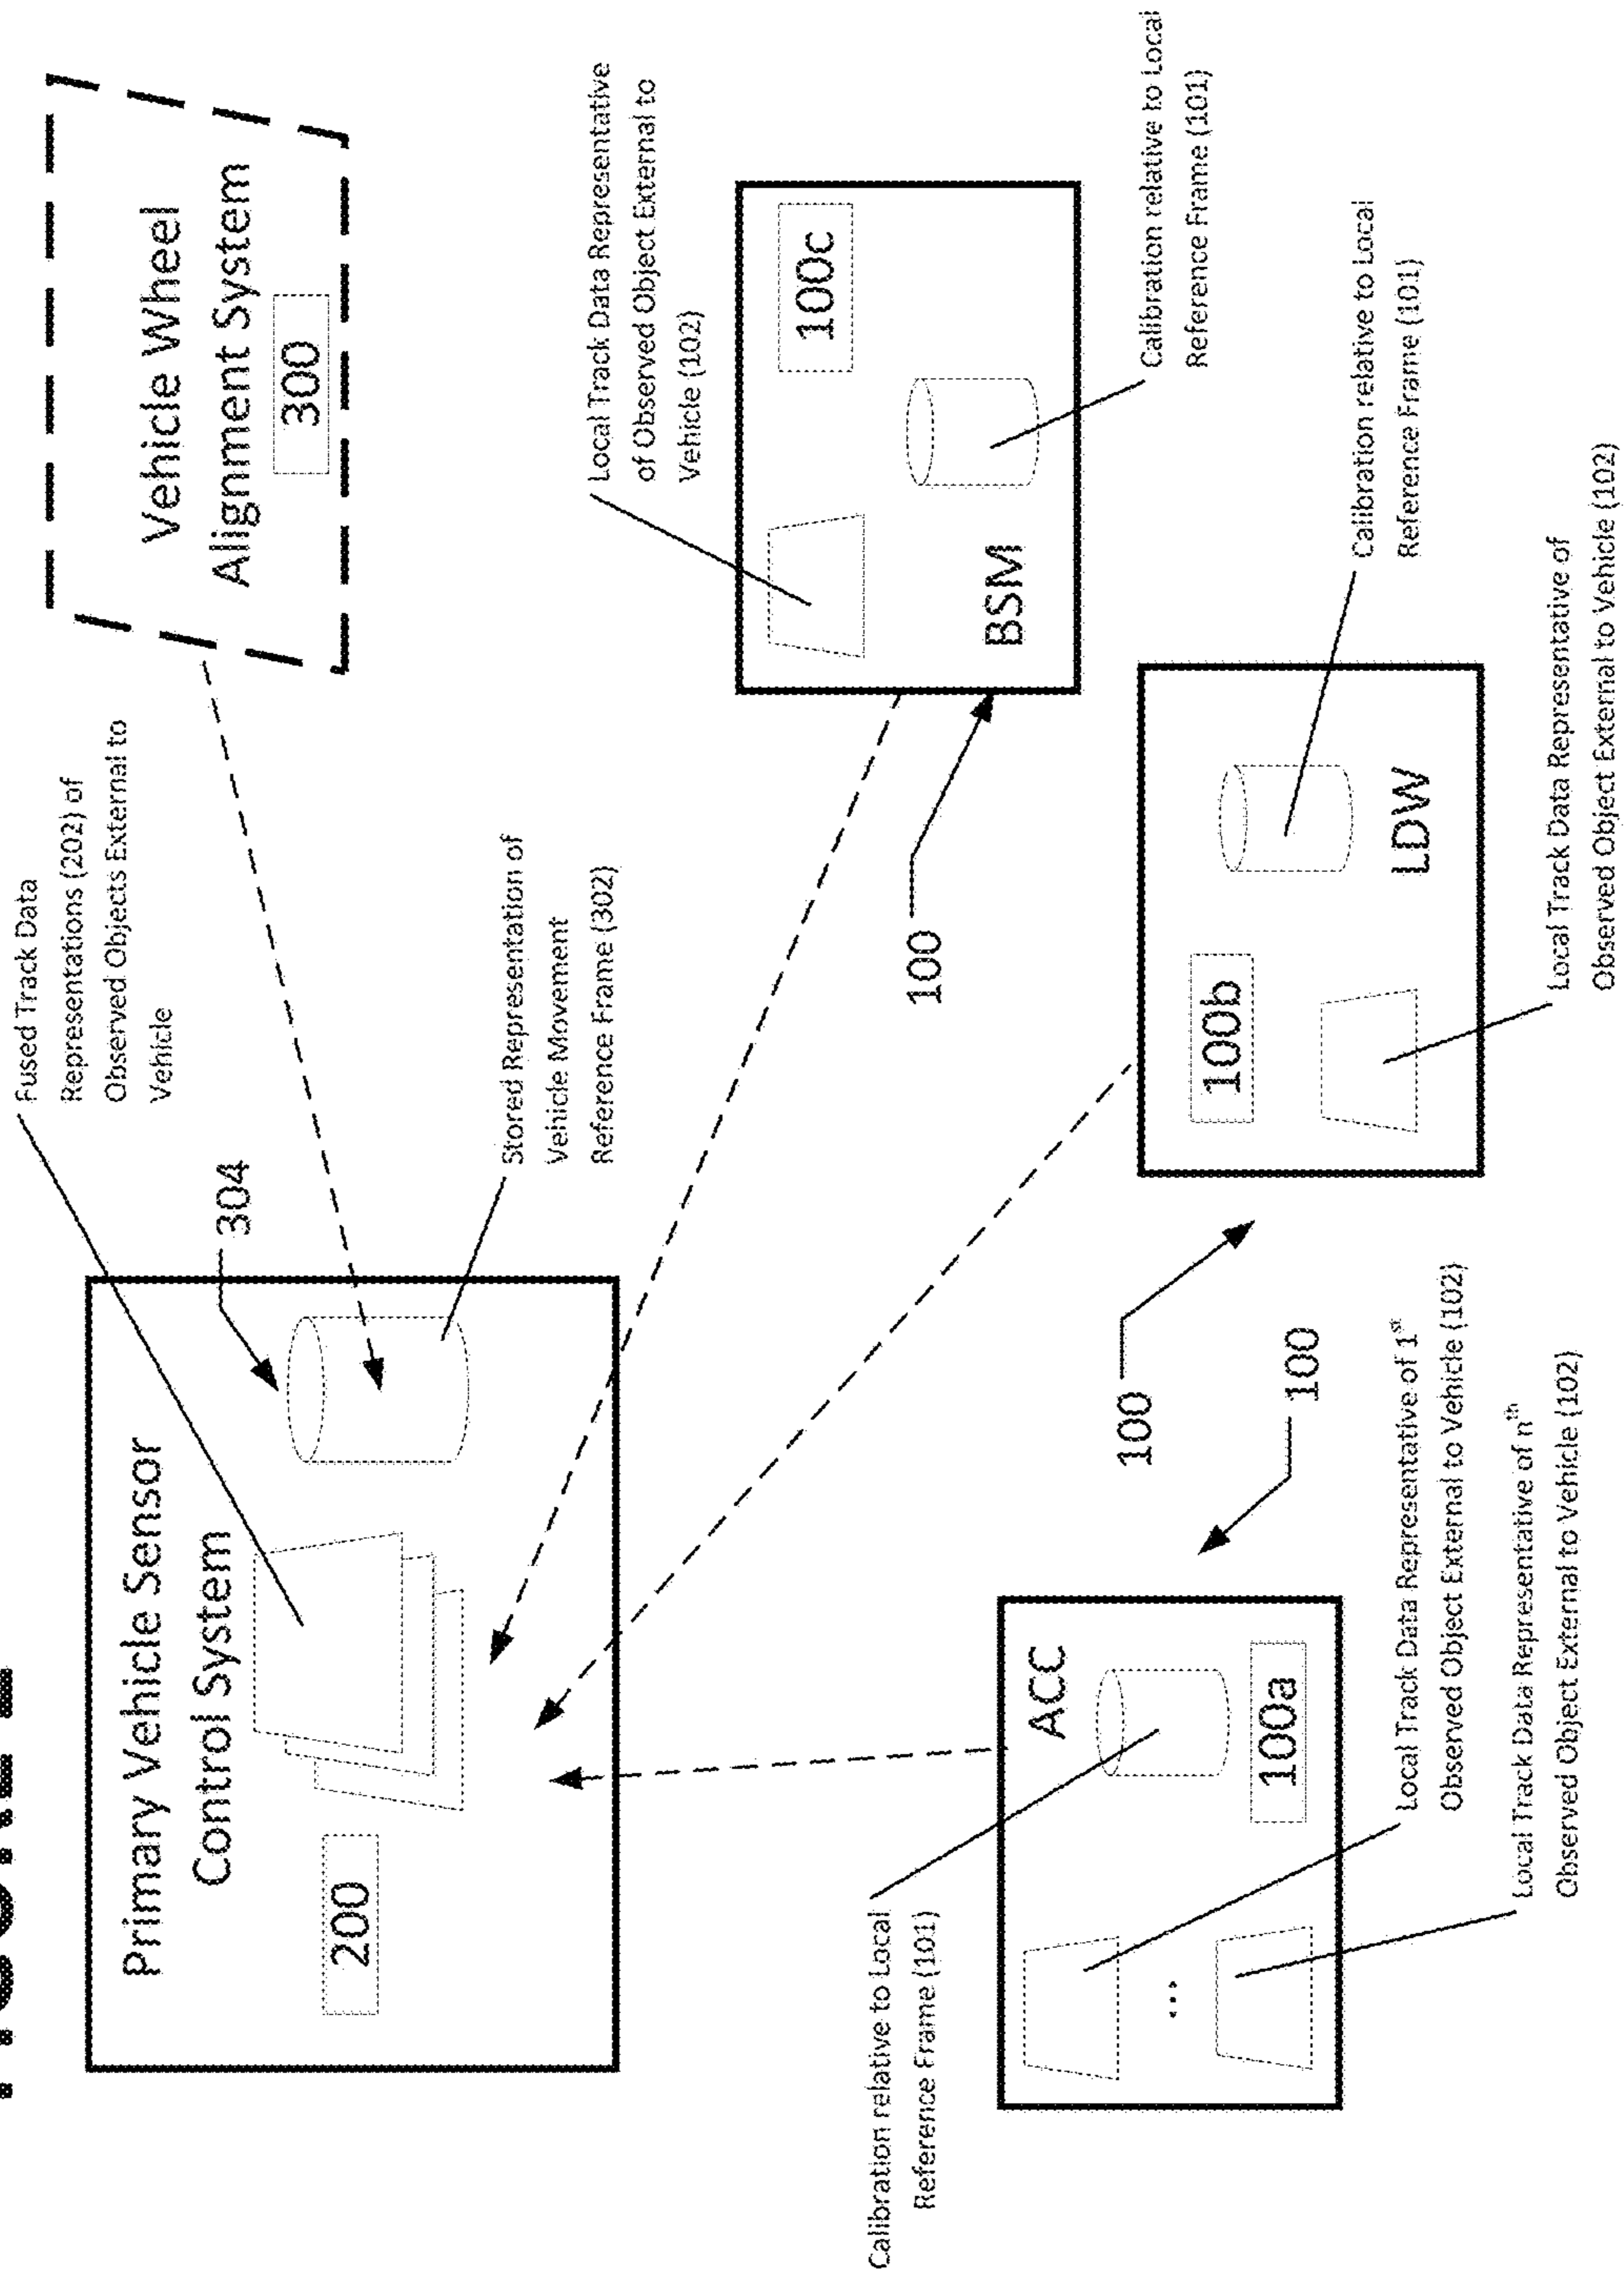 Primary Vehicle Sensor
Control System
200
304
Fused Track Data
Representations (202) of
Observed Objects External to
Vehicle
Stored Representation of
Vehicle Movement
Reference Frame (302)
Vehicle Wheel
Alignment System
300
Calibration relative to Local
Reference Frame (101)
ACC
100a
...
100
Local Track Data Representative of 1st
Observed Object External to Vehicle (102)
Local Track Data Representative of nth
Observed Object External to Vehicle (102)
100
100b
LDW
Calibration relative to Local
Reference Frame (101)
Local Track Data Representative of
Observed Object External to Vehicle (102)
100
Local Track Data Representative
of Observed Object External to
Vehicle (102)
100c
BSM
Calibration relative to Local
Reference Frame (101)